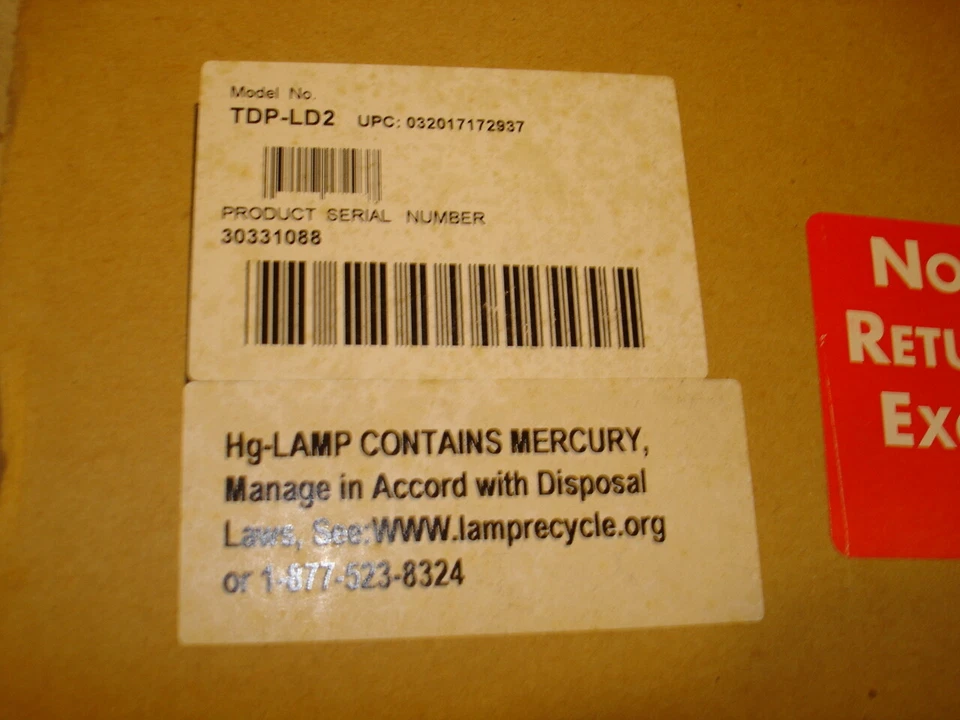 Model No.
TDP-LD2 UPC: 032017172937
PRODUCT SERIAL NUMBER
30331088
Hg-LAMP CONTAINS MERCURY,
Manage in Accord with Disposal
Laws, See:WWW.lamprecycle.org
or 1-877-523-8324
No